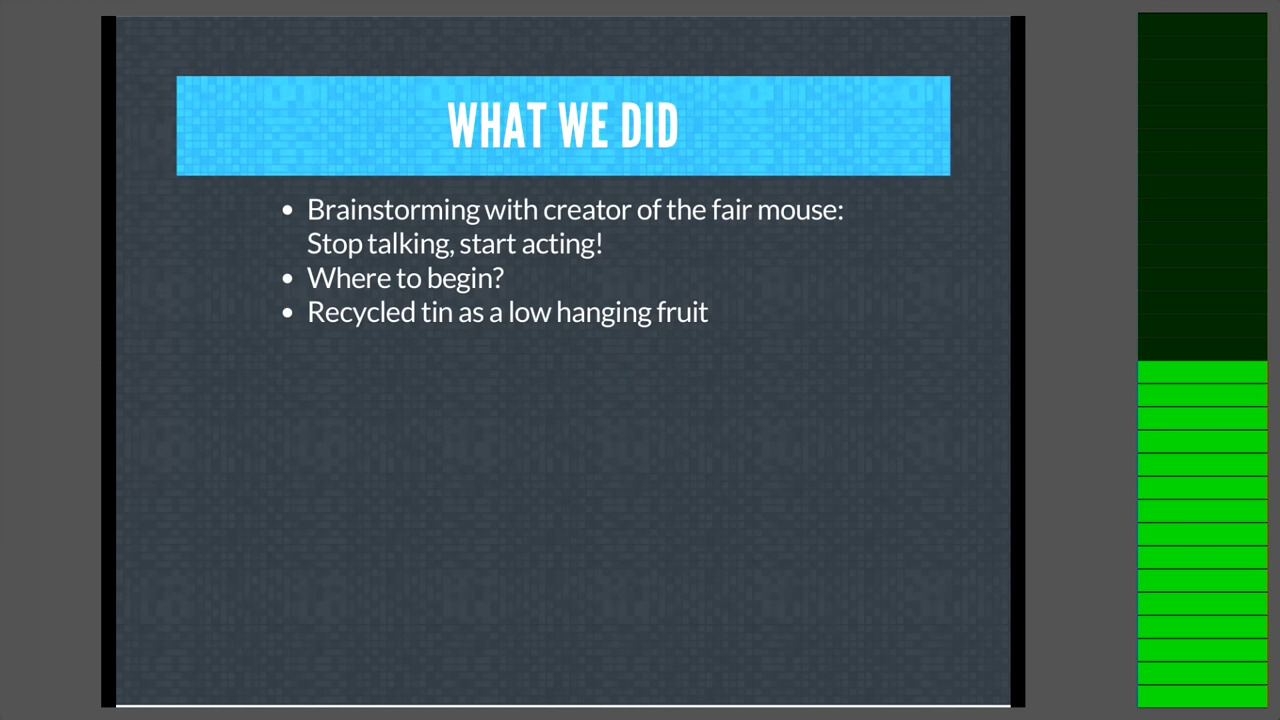 WHAT WE DID
Brainstorming with creator of the fair mouse:
Stop talking, start acting!
Where to begin?
Recycled tin as a low hanging fruit